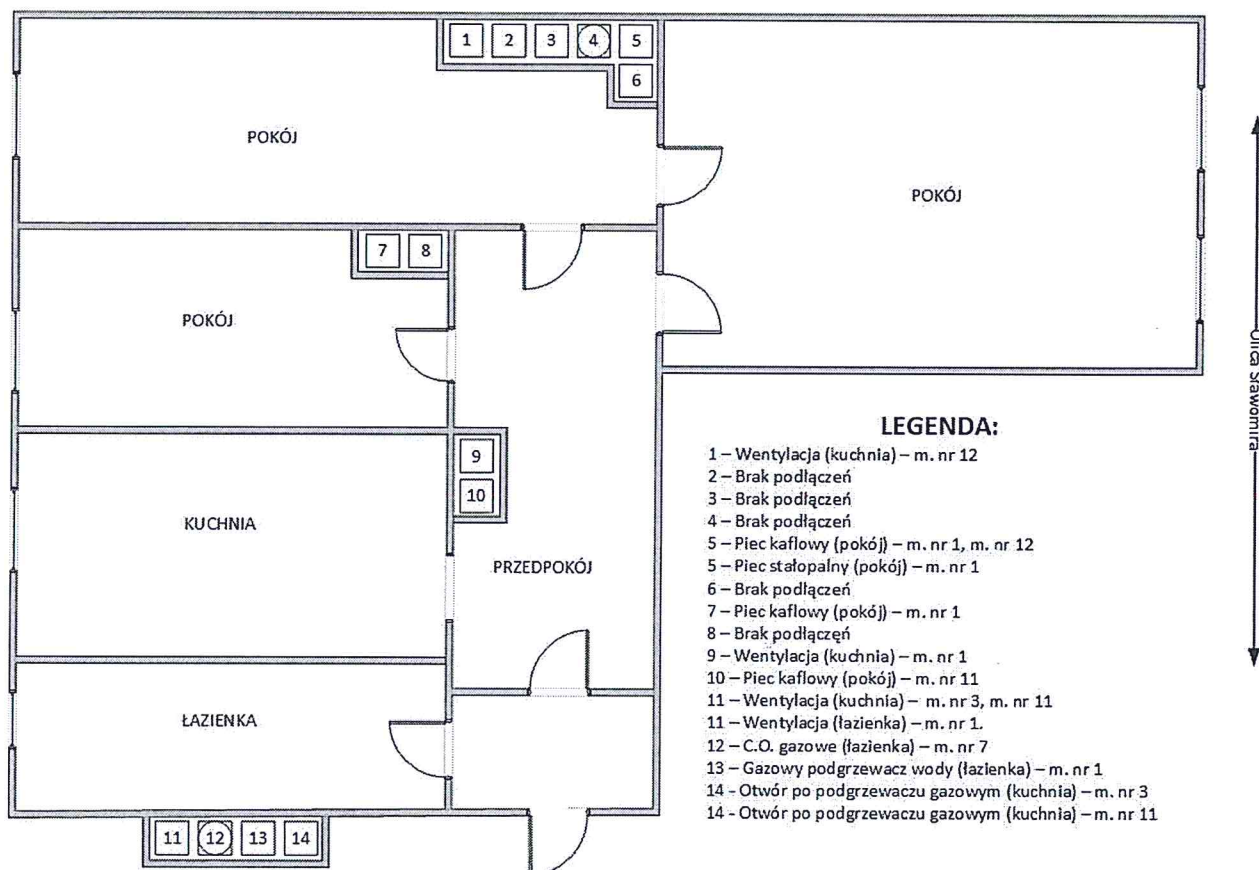 1 2 3 4 5
6
POKÓJ
POKÓJ
7 8
POKÓJ
9
10
KUCHNIA
PRZEDPOKÓJ
ŁAZIENKA
11 12 13 14
Ulica Sławomira
LEGENDA:
1 – Wentylacja (kuchnia) – m. nr 12
2 – Brak podłączeń
3 – Brak podłączeń
4 – Brak podłączeń
5 – Piec kaflowy (pokój) – m. nr 1, m. nr 12
5 – Piec stałopalny (pokój) – m. nr 1
6 – Brak podłączeń
7 – Piec kaflowy (pokój) – m. nr 1
8 – Brak podłączęń
9 – Wentylacja (kuchnia) – m. nr 1
10 – Piec kaflowy (pokój) – m. nr 11
11 – Wentylacja (kuchnia) – m. nr 3, m. nr 11
11 – Wentylacja (łazienka) – m. nr 1.
12 – C.O. gazowe (łazienka) – m. nr 7
13 – Gazowy podgrzewacz wody (łazienka) – m. nr 1
14 - Otwór po podgrzewaczu gazowym (kuchnia) – m. nr 3
14 - Otwór po podgrzewaczu gazowym (kuchnia) – m. nr 11